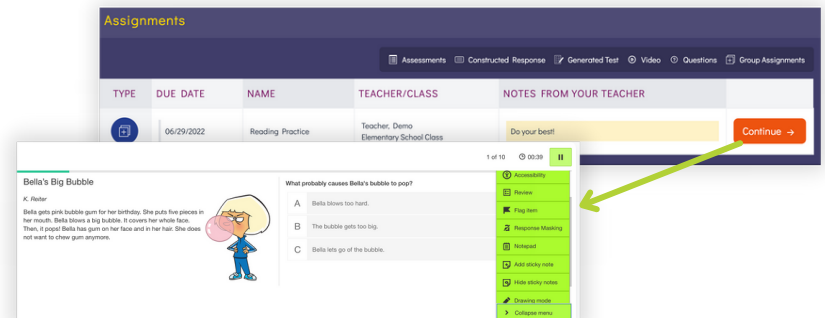 Assignments
Assessments Constructed Response Generated Test Video Questions Group Assignments
TYPE DUE DATE NAME TEACHER/CLASS NOTES FROM YOUR TEACHER
06/29/2022 Reading Practice Teacher, Demo Do your best! Continue →
Elementary School Class
1 of 10 00:39
Bella's Big Bubble
K. Reiter
Bella gets pink bubble gum for her birthday. She puts five pieces in
her mouth. Bella blows a big bubble. It covers her whole face.
Then, it pops! Bella has gum on her face and in her hair. She does
not want to chew gum anymore.
What probably causes Bella's bubble to pop?
A Bella blows too hard.
B The bubble gets too big.
C Bella lets go of the bubble.
Accessibility
Review
Flag item
Response Masking
Notepad
Add sticky note
Hide sticky notes
Drawing mode
Collapse menu